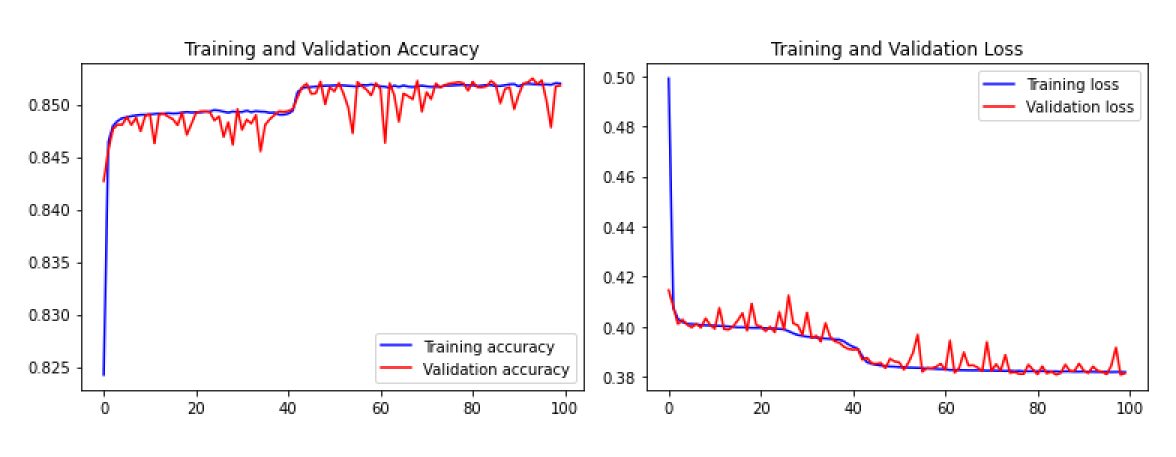 Training and Validation Accuracy
0.850
0.845
0.840
0.835
0.830
0.825
0 20 40 60 80 100
Training accuracy
Validation accuracy
Training and Validation Loss
0.50
0.48
0.46
0.44
0.42
0.40
0.38
0 20 40 60 80 100
Training loss
Validation loss